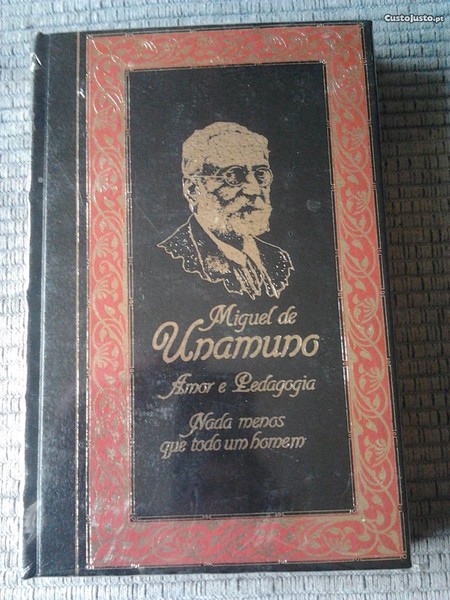 CustoJusto.pt
Miguel de
Unamuno
Amor e Pedagogia
Nada menos
que todo um homem